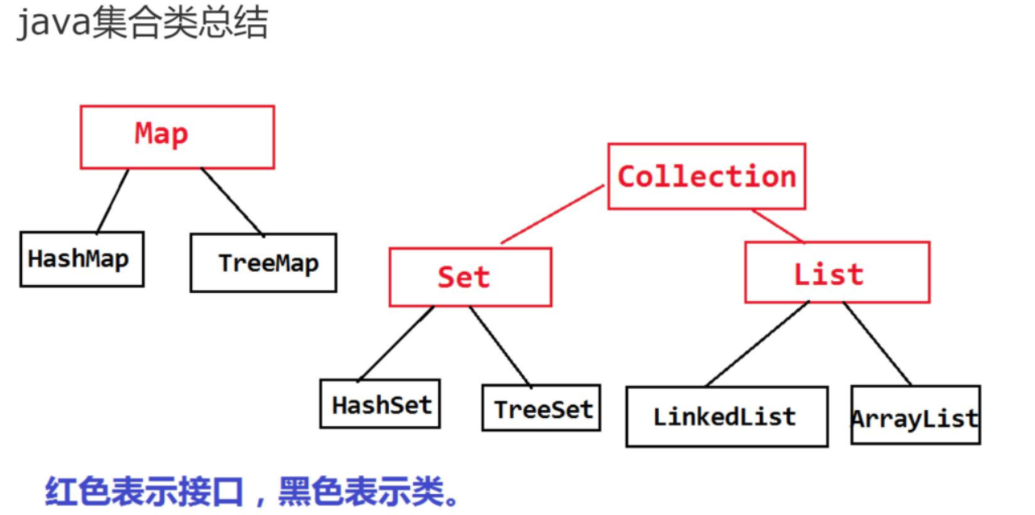 java集合类总结
Map
Collection
HashMap
TreeMap
Set
List
HashSet
TreeSet
LinkedList
ArrayList
红色表示接口，黑色表示类。